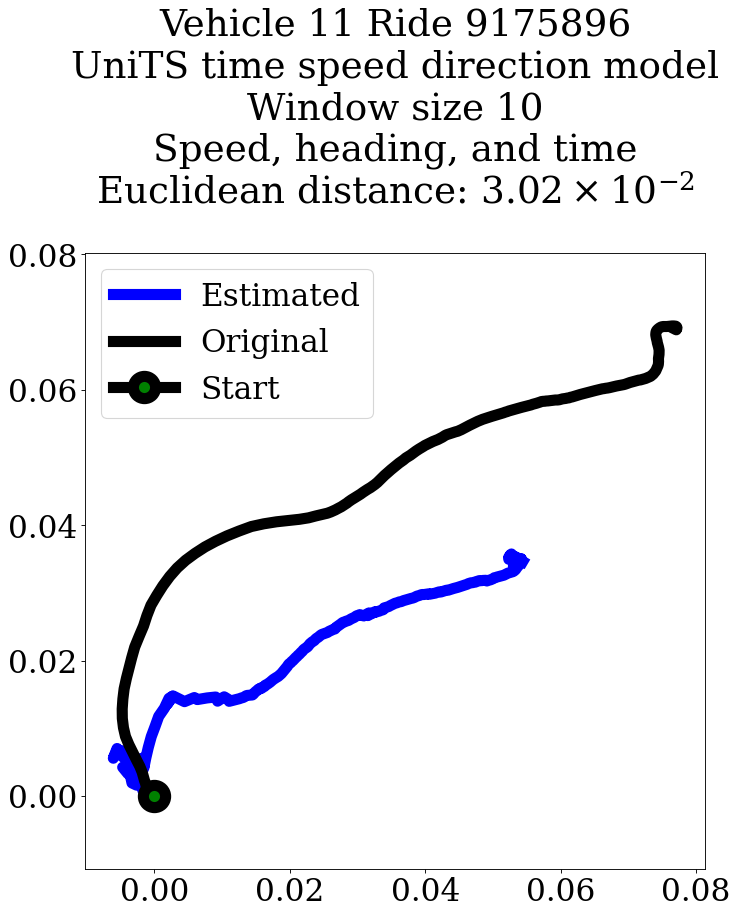 Vehicle 11 Ride 9175896
UniTS time speed direction model
Window size 10
Speed, heading, and time
Euclidean distance: 3.02 × 10⁻²
0.08
Estimated
Original
Start
0.06
0.04
0.02
0.00
0.00 0.02 0.04 0.06 0.08